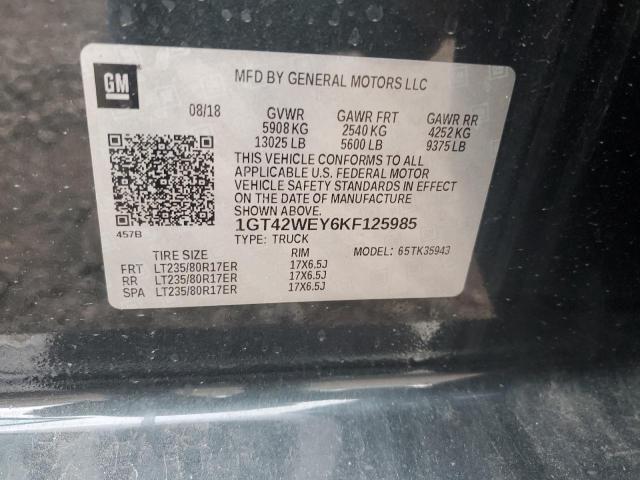 GM
MFD BY GENERAL MOTORS LLC
08/18 GVWR GAWR FRT GAWR RR
5908 KG 2540 KG 4252 KG
13025 LB 5600 LB 9375 LB
THIS VEHICLE CONFORMS TO ALL
APPLICABLE U.S. FEDERAL MOTOR
VEHICLE SAFETY STANDARDS IN EFFECT
ON THE DATE OF MANUFACTURE
SHOWN ABOVE.
1GT42WEY6KF125985
457B
TYPE: TRUCK MODEL: 65TK35943
TIRE SIZE RIM
FRT LT235/80R17ER 17X6.5J
RR LT235/80R17ER 17X6.5J
SPA LT235/80R17ER 17X6.5J